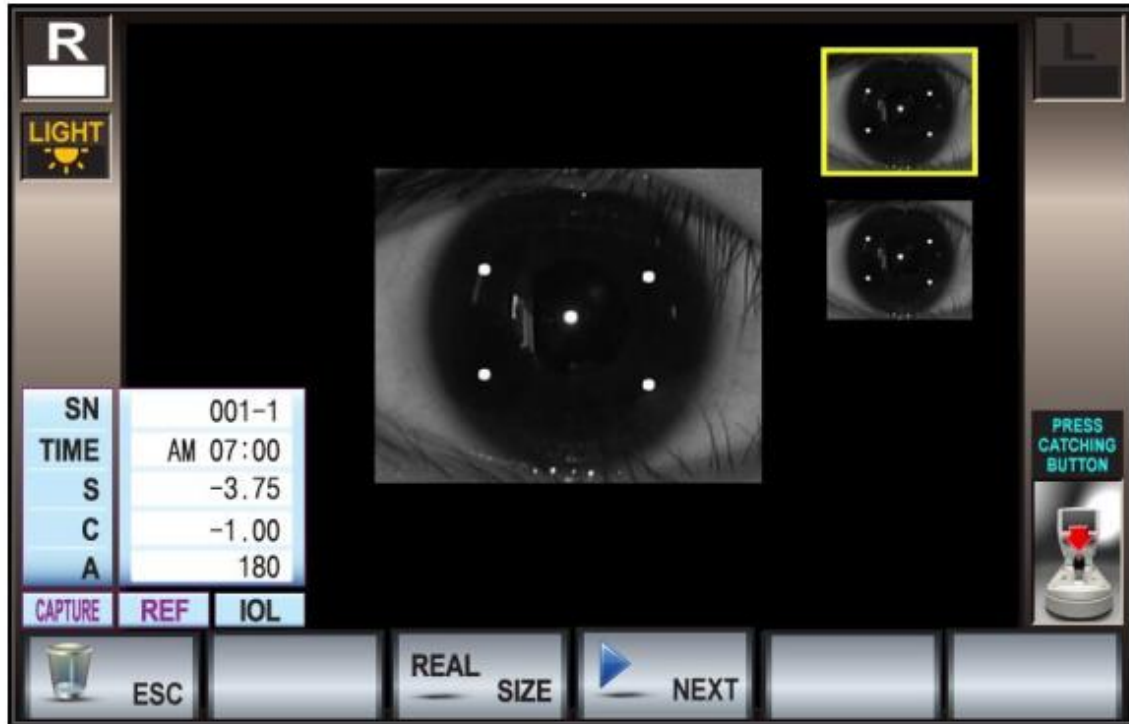 R
L
LIGHT
SN 001-1
TIME AM 07:00
S -3.75
C -1.00
A 180
CAPTURE REF IOL
PRESS
CATCHING
BUTTON
ESC
REAL
SIZE
NEXT